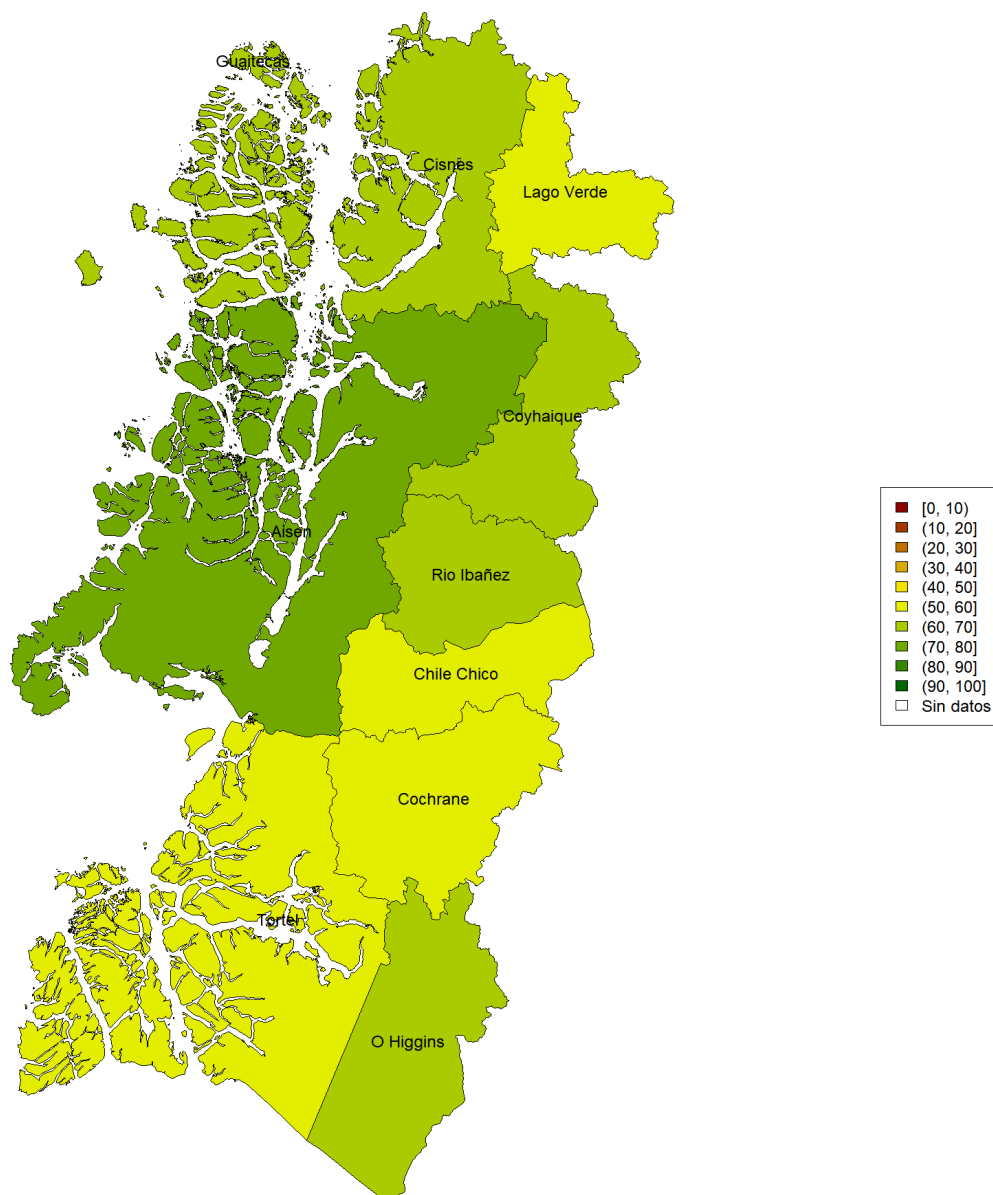 Guaitecas
Cisnes
Lago Verde
Coyhaique
Aisen
Rio Ibañez
Chile Chico
Cochrane
Tortel
O Higgins
[0, 10)
(10, 20]
(20, 30]
(30, 40]
(40, 50]
(50, 60]
(60, 70]
(70, 80]
(80, 90]
(90, 100]
Sin datos